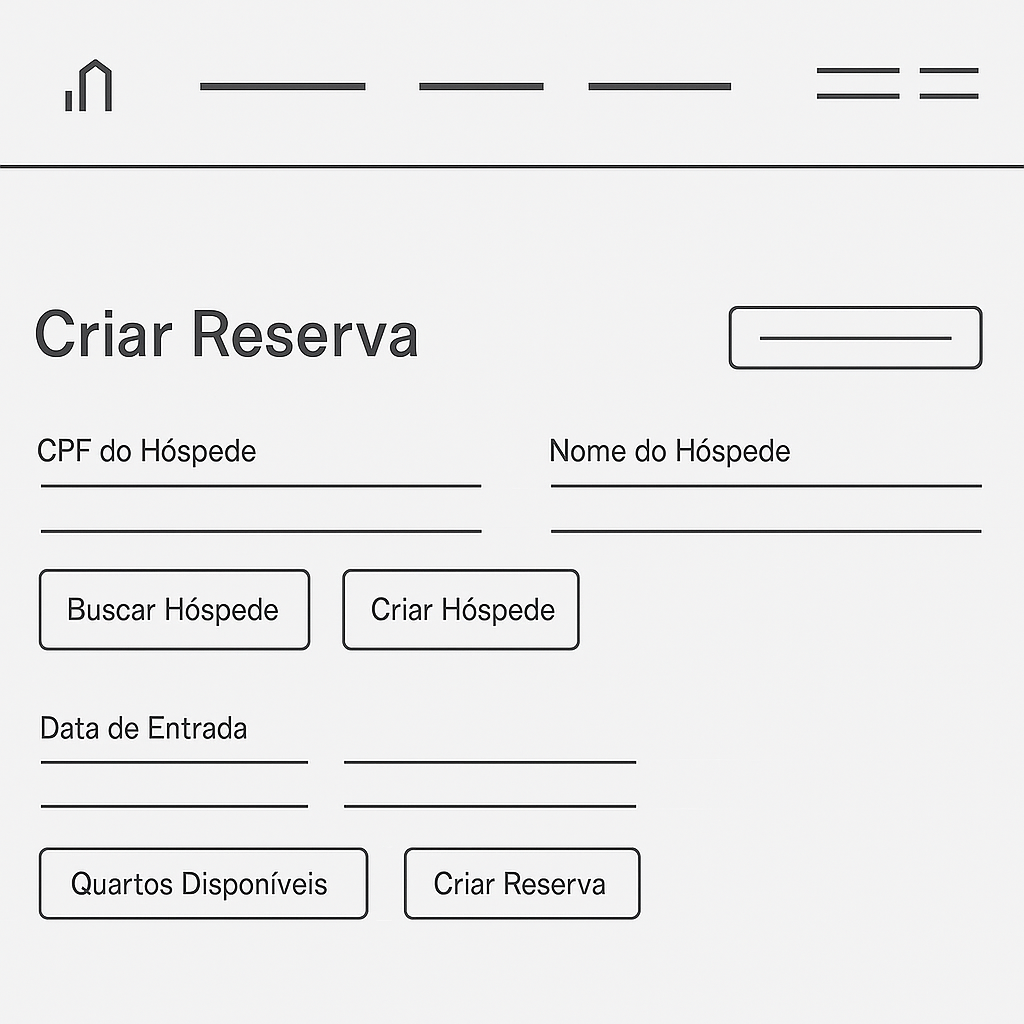 Criar Reserva
CPF do Hóspede
Nome do Hóspede
Buscar Hóspede
Criar Hóspede
Data de Entrada
Quartos Disponíveis
Criar Reserva